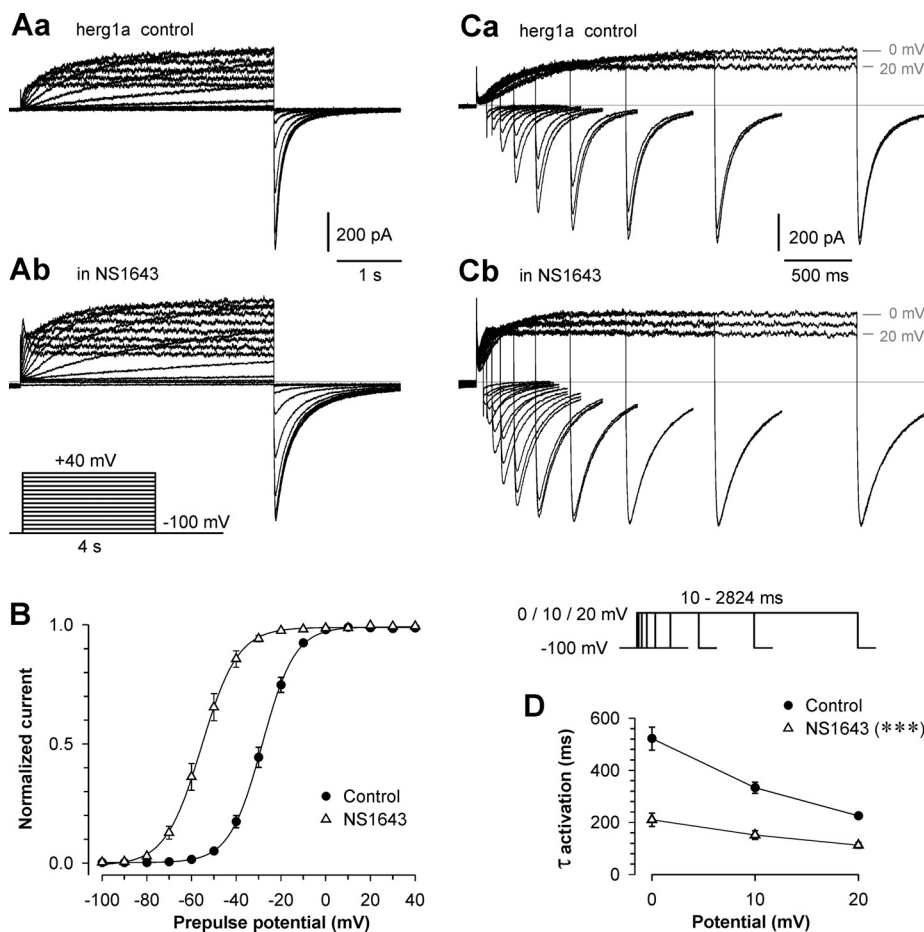 Aa
herg1a control
200 pA
1 s
Ab
in NS1643
+40 mV
-100 mV
4 s
Ca
herg1a control
0 mV
20 mV
200 pA
500 ms
Cb
in NS1643
0 mV
20 mV
10 - 2824 ms
0 / 10 / 20 mV
-100 mV
B
Normalized current
1.0
0.5
0.0
Control
NS1643
-100 -80 -60 -40 -20 0 20 40
Prepulse potential (mV)
D
Control
NS1643 (***)
τ activation (ms)
600
400
200
0
0 10 20
Potential (mV)